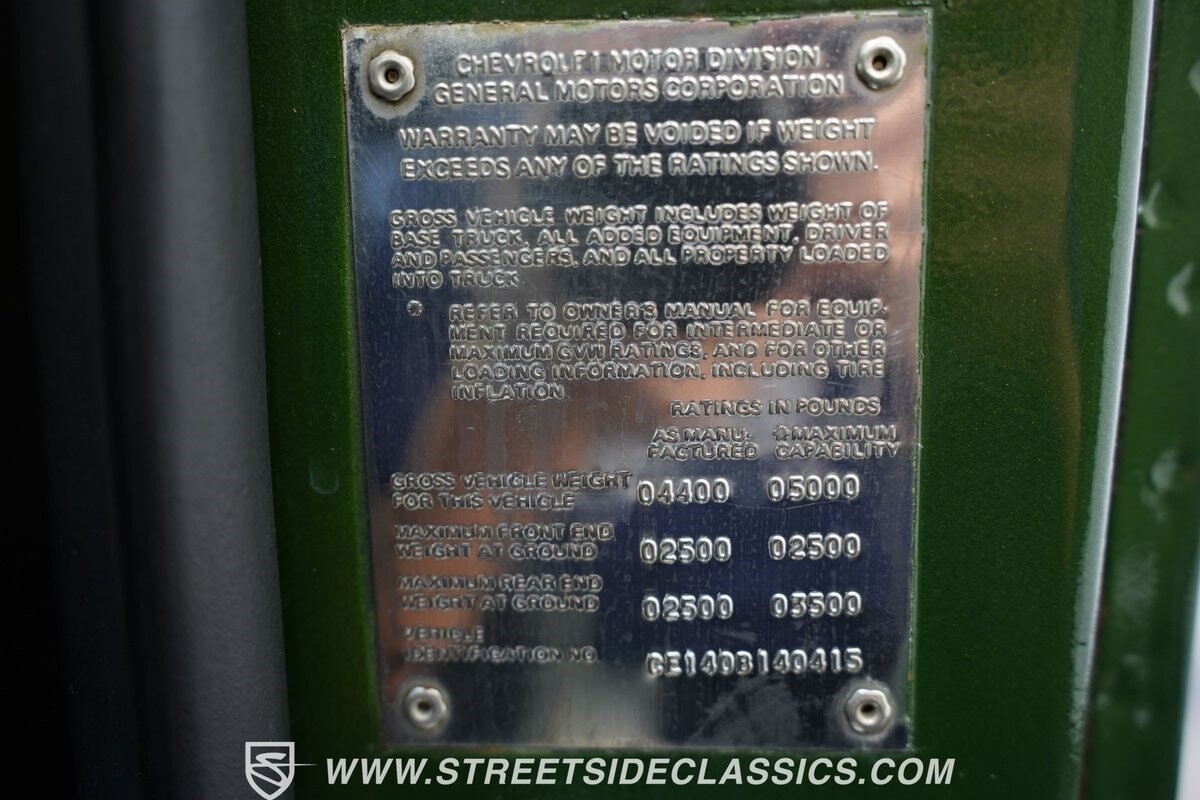 CHEVROLET MOTOR DIVISION
GENERAL MOTORS CORPORATION
WARRANTY MAY BE VOIDED IF WEIGHT
EXCEEDS ANY OF THE RATINGS SHOWN.
GROSS VEHICLE WEIGHT INCLUDES WEIGHT OF
BASE TRUCK, ALL ADDED EQUIPMENT, DRIVER
AND PASSENGERS, AND ALL PROPERTY LOADED
INTO TRUCK
* REFER TO OWNER'S MANUAL FOR EQUIP-
MENT REQUIRED FOR INTERMEDIATE OR
MAXIMUM GVW RATINGS, AND FOR OTHER
LOADING INFORMATION, INCLUDING TIRE
INFLATION
RATINGS IN POUNDS
AS MANU- *MAXIMUM
FACTURED CAPABILITY
GROSS VEHICLE WEIGHT
FOR THIS VEHICLE 04400 05000
MAXIMUM FRONT END
WEIGHT AT GROUND 02500 02500
MAXIMUM REAR END
WEIGHT AT GROUND 02500 03500
VEHICLE
IDENTIFICATION NO. CE140B140415
WWW.STREETSIDECLASSICS.COM